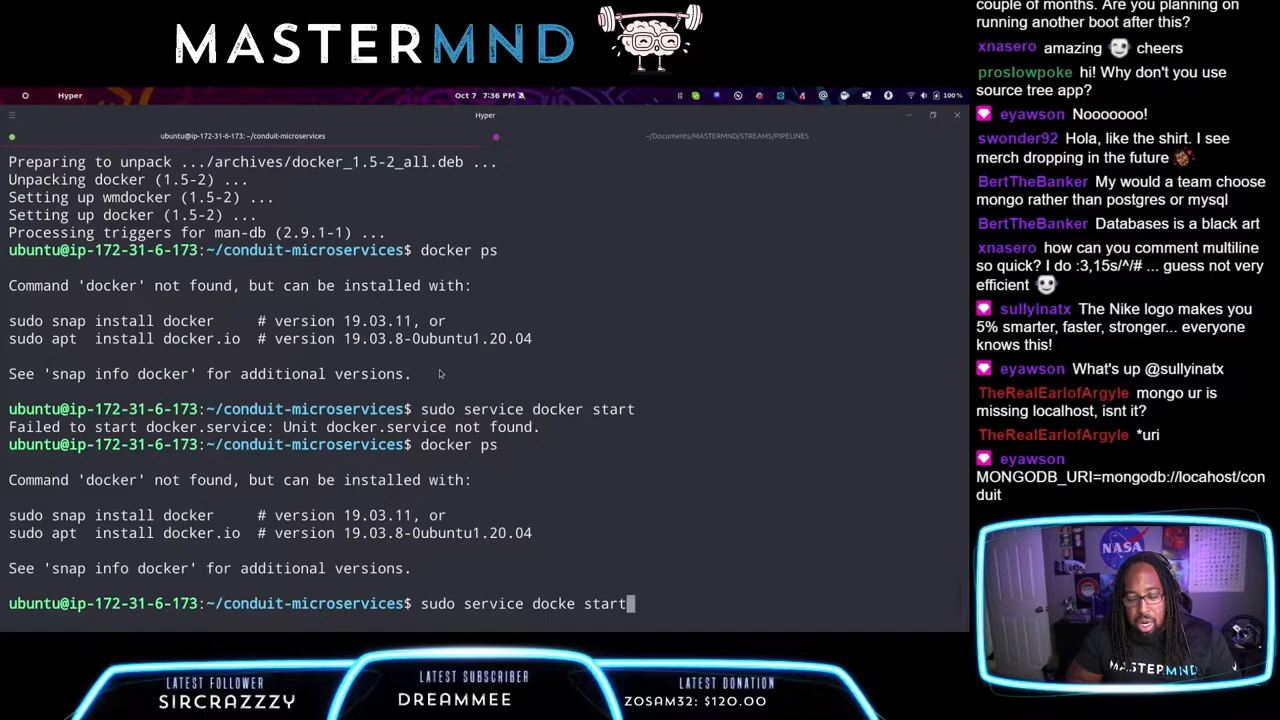 MASTERMND
Hyper
Oct 7 7:36 PM
100%
Hyper
ubuntu@ip-172-31-6-173: ~/conduit-microservices
~/Documents/MASTERMND/STREAMS/PIPELINES
Preparing to unpack .../archives/docker_1.5-2_all.deb ...
Unpacking docker (1.5-2) ...
Setting up wmdocker (1.5-2) ...
Setting up docker (1.5-2) ...
Processing triggers for man-db (2.9.1-1) ...
ubuntu@ip-172-31-6-173:~/conduit-microservices$ docker ps
Command 'docker' not found, but can be installed with:
sudo snap install docker     # version 19.03.11, or
sudo apt  install docker.io  # version 19.03.8-0ubuntu1.20.04
See 'snap info docker' for additional versions.
ubuntu@ip-172-31-6-173:~/conduit-microservices$ sudo service docker start
Failed to start docker.service: Unit docker.service not found.
ubuntu@ip-172-31-6-173:~/conduit-microservices$ docker ps
Command 'docker' not found, but can be installed with:
sudo snap install docker     # version 19.03.11, or
sudo apt  install docker.io  # version 19.03.8-0ubuntu1.20.04
See 'snap info docker' for additional versions.
ubuntu@ip-172-31-6-173:~/conduit-microservices$ sudo service docke start
couple of months. Are you planning on
running another boot after this?
xnasero amazing cheers
proslowpoke hi! Why don't you use
source tree app?
eyawson Nooooooo!
swonder92 Hola, like the shirt. I see
merch dropping in the future
BertTheBanker My would a team choose
mongo rather than postgres or mysql
BertTheBanker Databases is a black art
xnasero how can you comment multiline
so quick? I do :3,15s/^/# ... guess not very
efficient
sullyinatx The Nike logo makes you
5% smarter, faster, stronger... everyone
knows this!
eyawson What's up @sullyinatx
TheRealEarlofArgyle mongo ur is
missing localhost, isnt it?
TheRealEarlofArgyle *uri
eyawson
MONGODB_URI=mongodb://locahost/con
duit
NASA
MASTERMND
LATEST FOLLOWER
SIRCRAZZZY
LATEST SUBSCRIBER
DREAMMEE
LATEST DONATION
ZOSAM32: $120.00